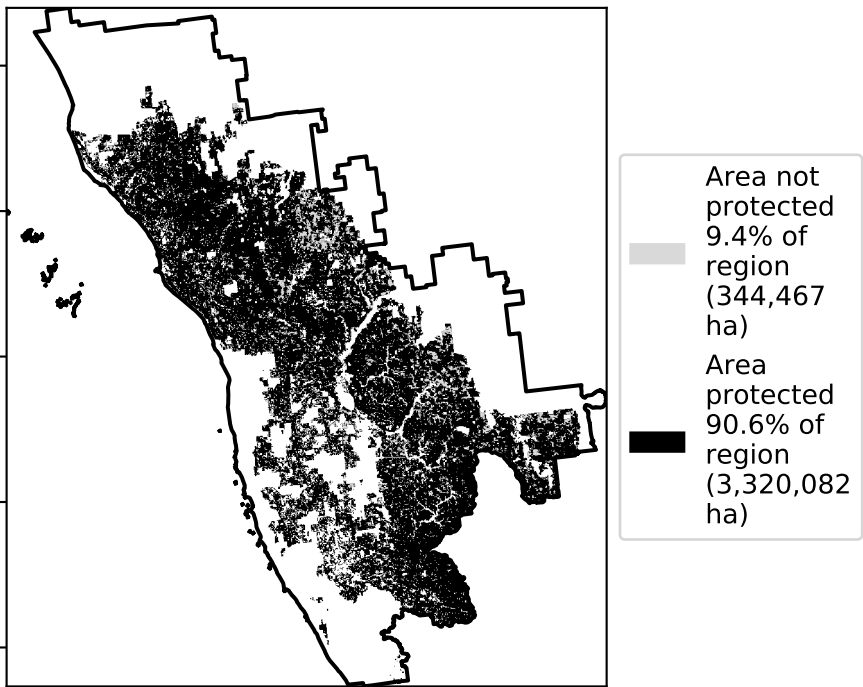 Area not
protected
9.4% of
region
(344,467
ha)
Area
protected
90.6% of
region
(3,320,082
ha)